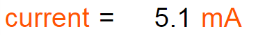 current = 5.1 mA